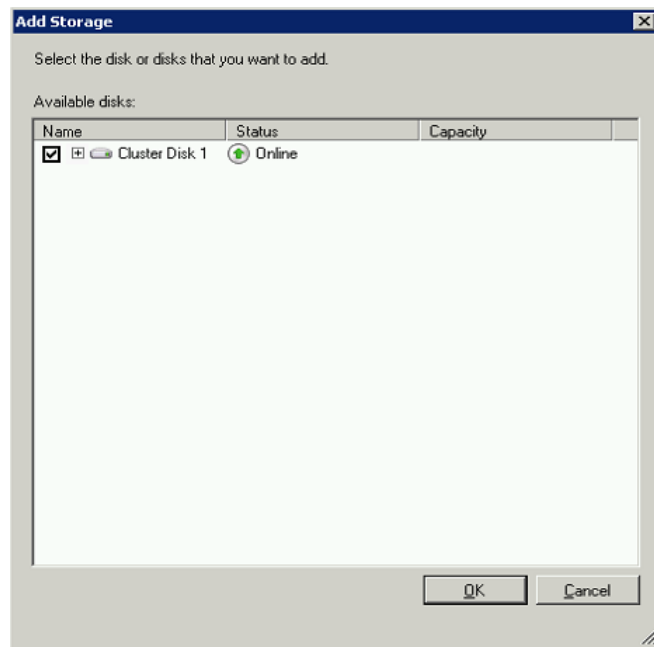 Add Storage
Select the disk or disks that you want to add.
Available disks:
Name Status Capacity
Cluster Disk 1 Online
OK Cancel